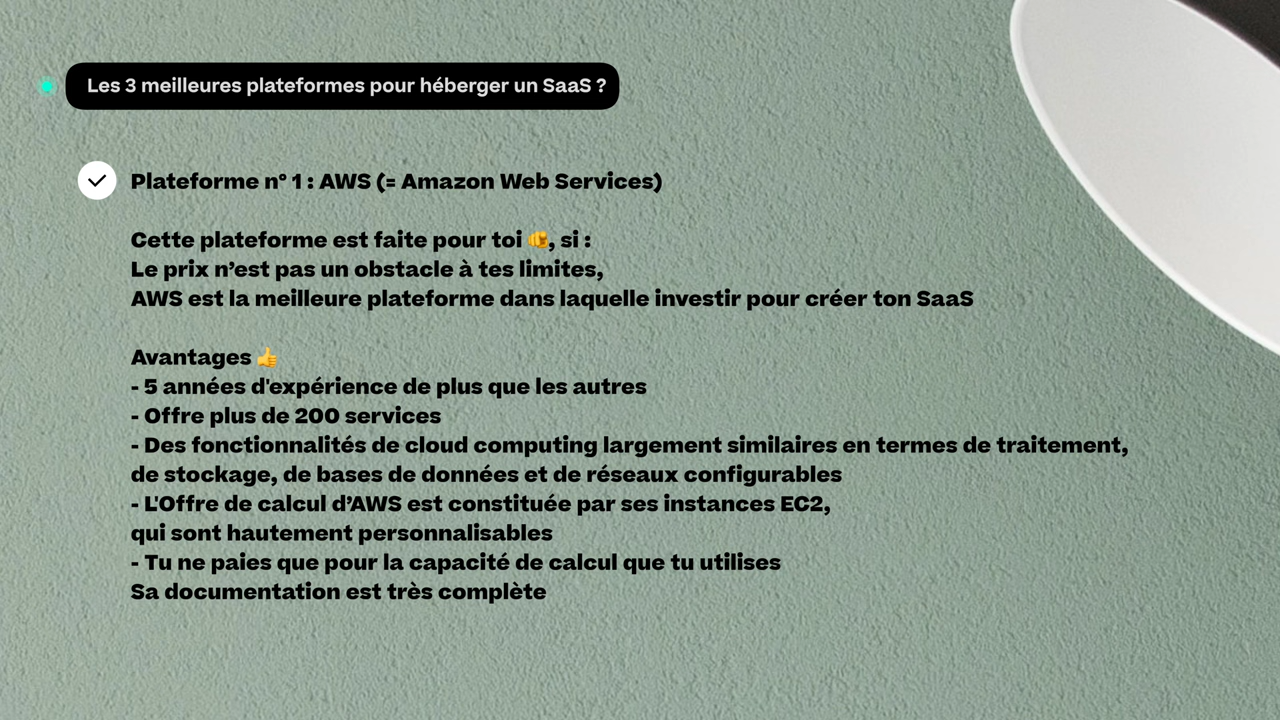 Les 3 meilleures plateformes pour héberger un SaaS ?
Plateforme n° 1 : AWS (= Amazon Web Services)
Cette plateforme est faite pour toi 🫵, si :
Le prix n’est pas un obstacle à tes limites,
AWS est la meilleure plateforme dans laquelle investir pour créer ton SaaS
Avantages 👍
- 5 années d'expérience de plus que les autres
- Offre plus de 200 services
- Des fonctionnalités de cloud computing largement similaires en termes de traitement,
de stockage, de bases de données et de réseaux configurables
- L'Offre de calcul d’AWS est constituée par ses instances EC2,
qui sont hautement personnalisables
- Tu ne paies que pour la capacité de calcul que tu utilises
Sa documentation est très complète